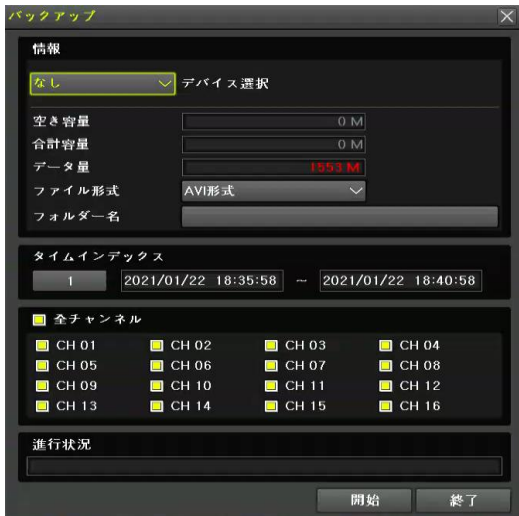 バックアップ
情報
なし デバイス選択
空き容量 0 M
合計容量 0 M
データ量 1553 M
ファイル形式 AVI形式
フォルダー名
タイムインデックス
1 2021/01/22 18:35:58 ~ 2021/01/22 18:40:58
全チャンネル
CH 01 CH 02 CH 03 CH 04
CH 05 CH 06 CH 07 CH 08
CH 09 CH 10 CH 11 CH 12
CH 13 CH 14 CH 15 CH 16
進行状況
開始 終了